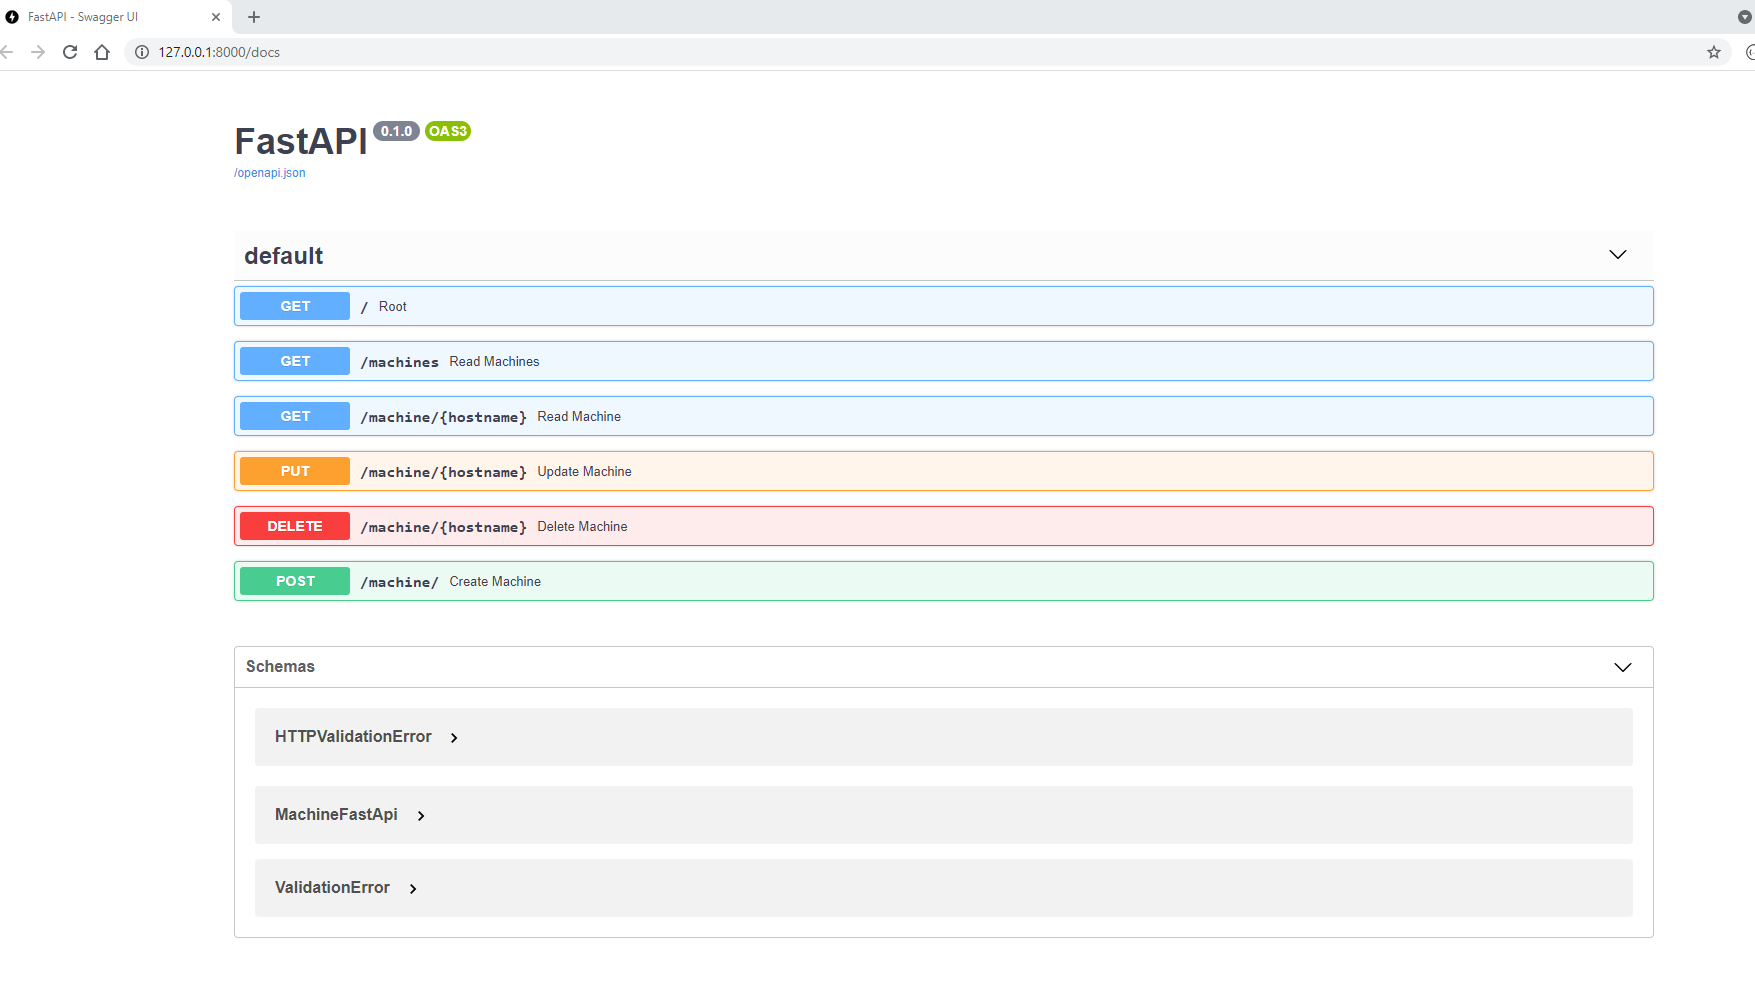 FastAPI - Swagger UI
127.0.0.1:8000/docs
FastAPI 0.1.0 OAS3
/openapi.json
default
GET / Root
GET /machines Read Machines
GET /machine/{hostname} Read Machine
PUT /machine/{hostname} Update Machine
DELETE /machine/{hostname} Delete Machine
POST /machine/ Create Machine
Schemas
HTTPValidationError
MachineFastApi
ValidationError